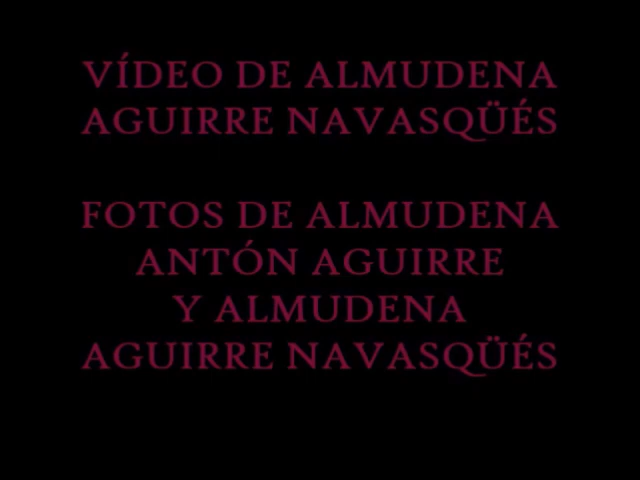 VÍDEO DE ALMUDENA
AGUIRRE NAVASQÜÉS
FOTOS DE ALMUDENA
ANTÓN AGUIRRE
Y ALMUDENA
AGUIRRE NAVASQÜÉS